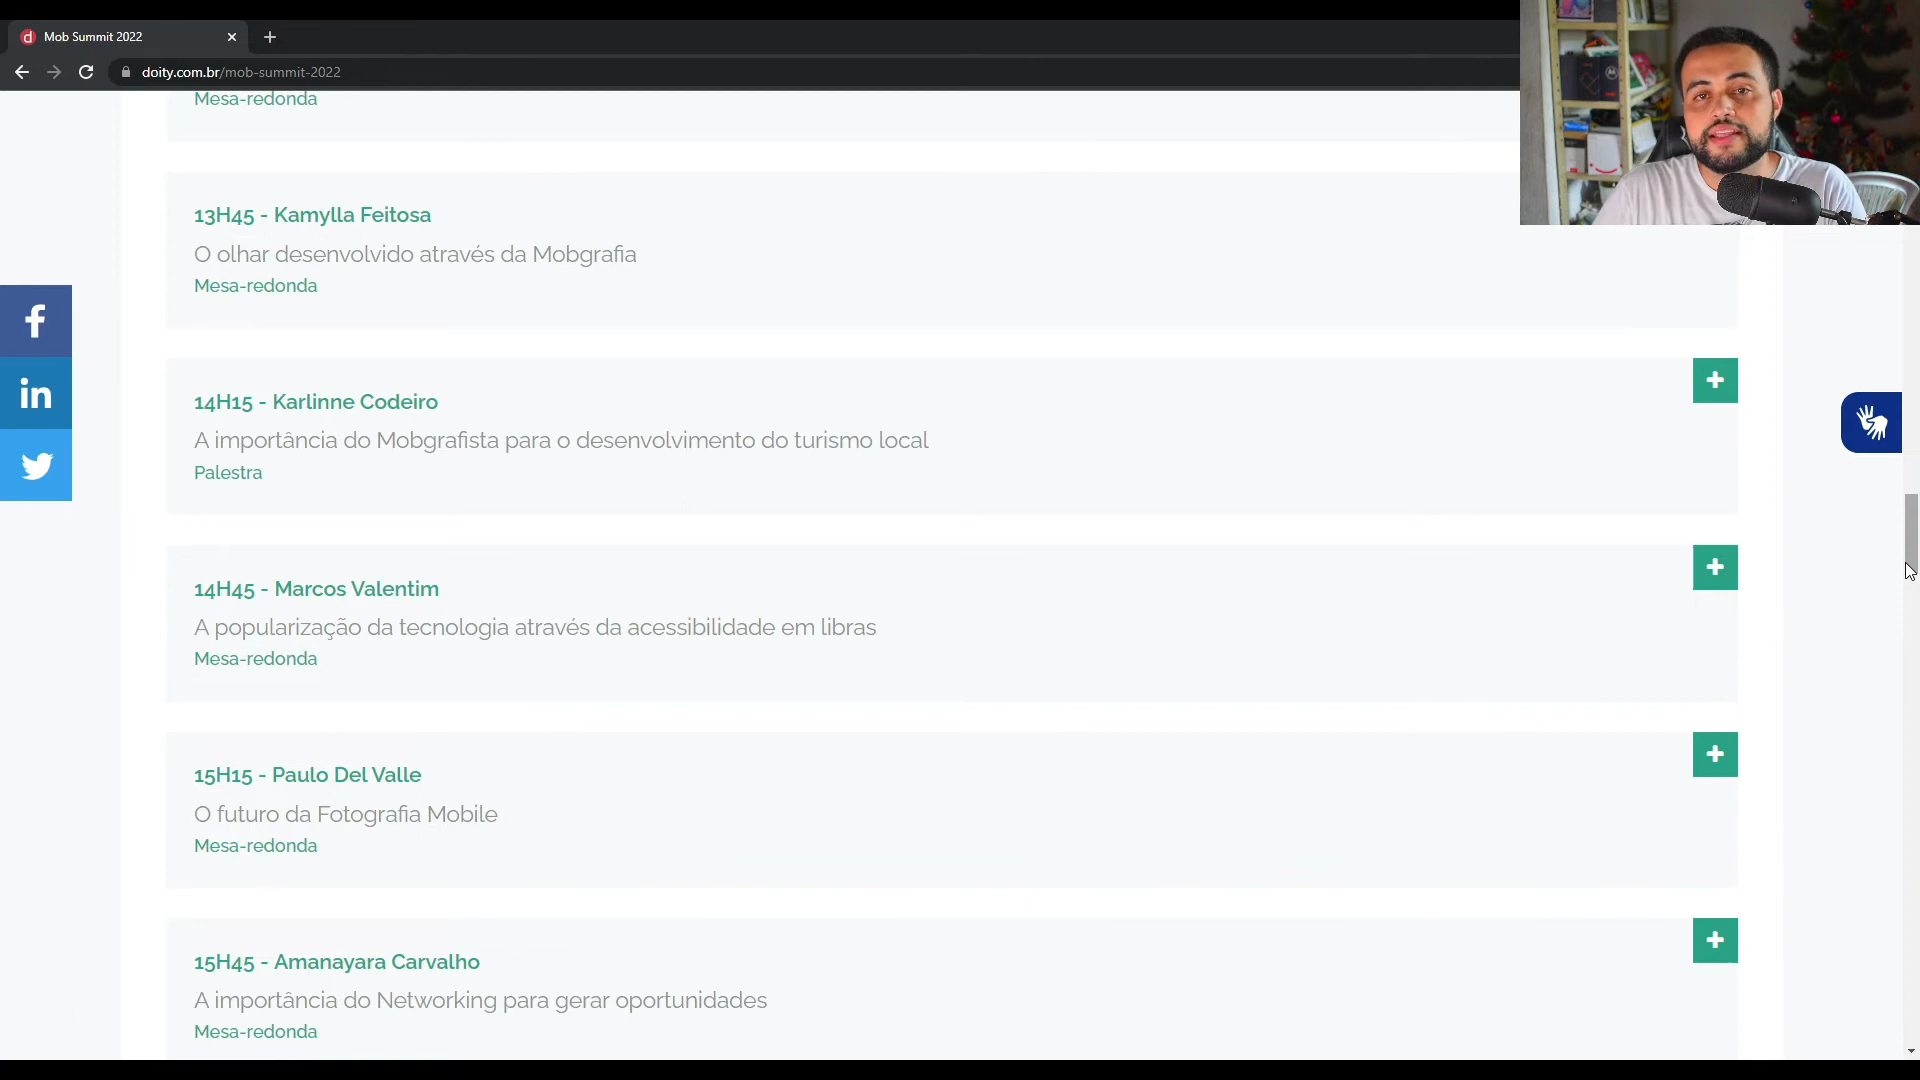 Mob Summit 2022
doity.com.br/mob-summit-2022
Mesa-redonda
13H45 - Kamylla Feitosa
O olhar desenvolvido através da Mobgrafia
Mesa-redonda
14H15 - Karlinne Codeiro
A importância do Mobgrafista para o desenvolvimento do turismo local
Palestra
14H45 - Marcos Valentim
A popularização da tecnologia através da acessibilidade em libras
Mesa-redonda
15H15 - Paulo Del Valle
O futuro da Fotografia Mobile
Mesa-redonda
15H45 - Amanayara Carvalho
A importância do Networking para gerar oportunidades
Mesa-redonda